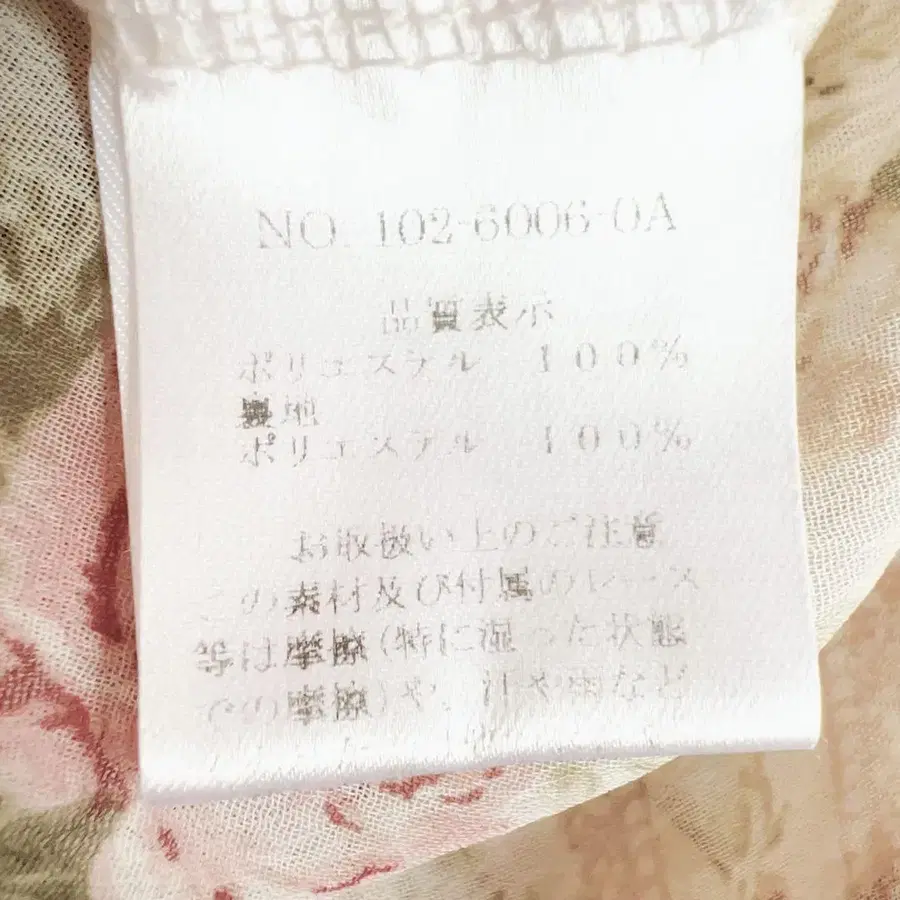 NO. 102-6006-0A
品質表示
ポリエステル 100%
裏地
ポリエステル 100%
お取扱い上のご注意
この素材及び付属のレース
等は摩擦(特に湿った状態
での摩擦)や、汗や雨など